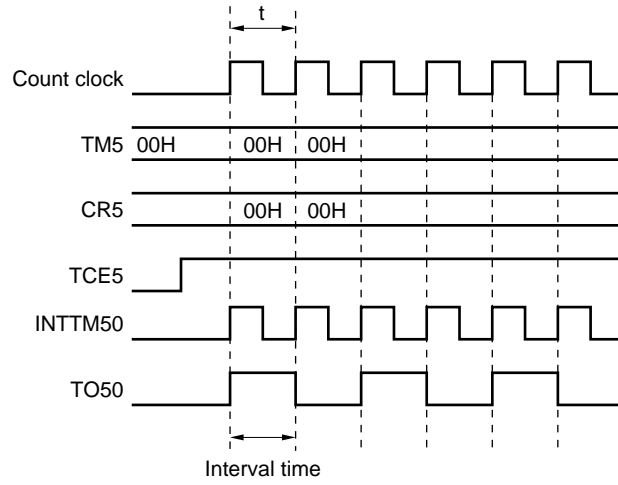 t
Count clock
TM5 00H 00H 00H
CR5 00H 00H
TCE5
INTTM50
TO50
Interval time